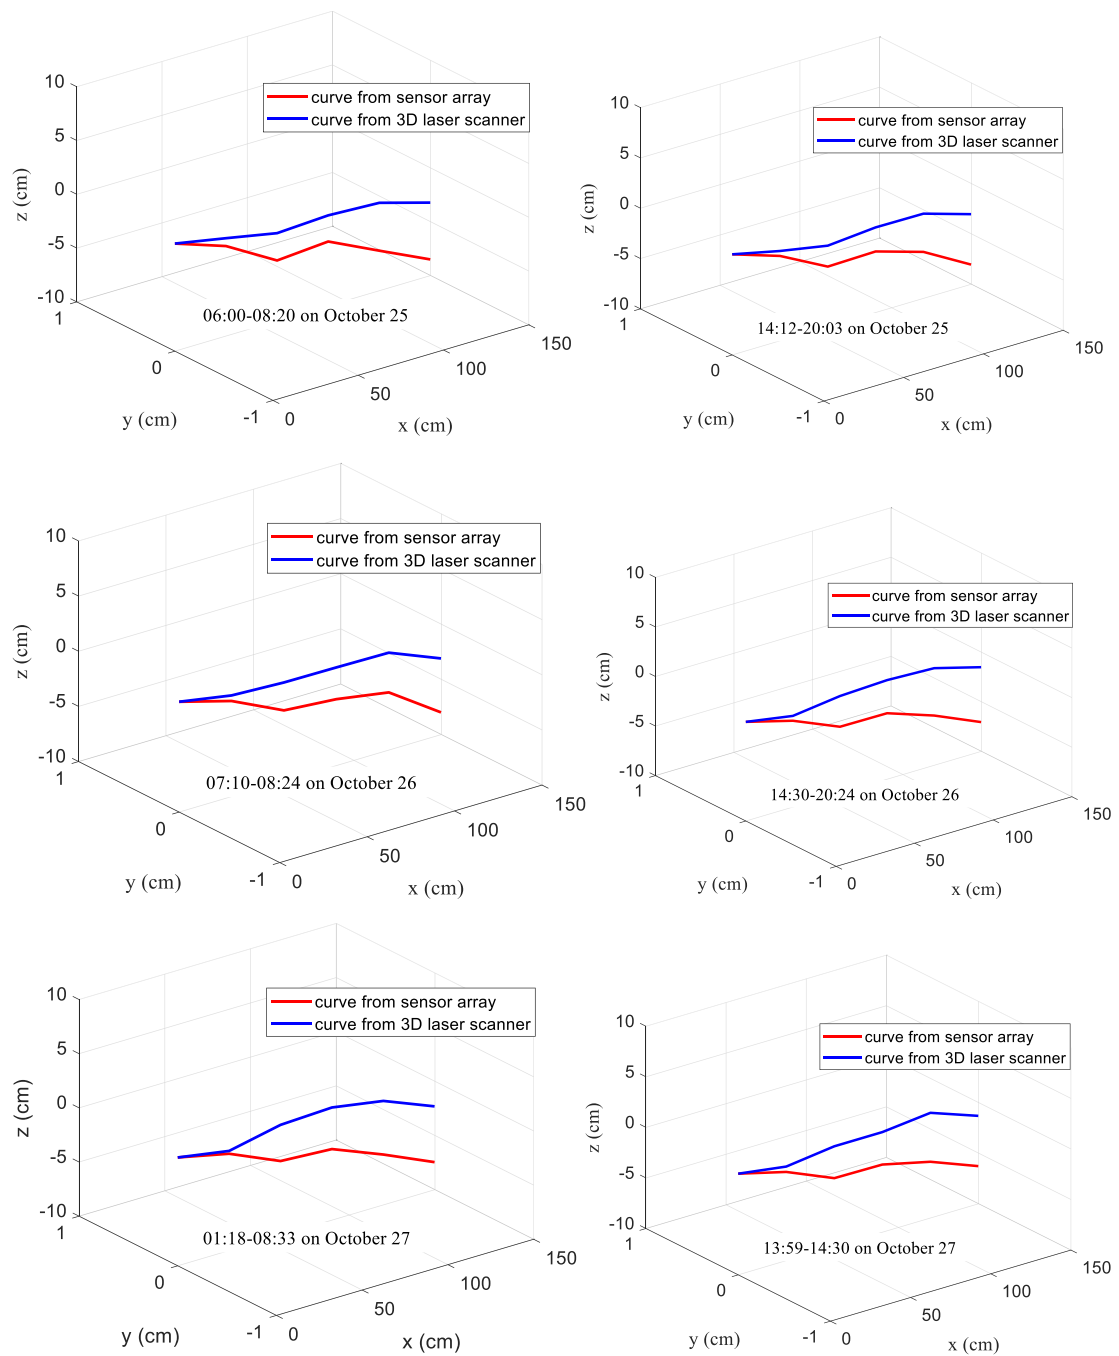 10
5
0
-5
-10
z (cm)
1
0
-1
y (cm)
0
50
100
150
x (cm)
curve from sensor array
curve from 3D laser scanner
06:00-08:20 on October 25
10
5
0
-5
-10
z (cm)
1
0
-1
y (cm)
0
50
100
150
x (cm)
curve from sensor array
curve from 3D laser scanner
14:12-20:03 on October 25
10
5
0
-5
-10
z (cm)
1
0
-1
y (cm)
0
50
100
150
x (cm)
curve from sensor array
curve from 3D laser scanner
07:10-08:24 on October 26
10
5
0
-5
-10
z (cm)
1
0
-1
y (cm)
0
50
100
150
x (cm)
curve from sensor array
curve from 3D laser scanner
14:30-20:24 on October 26
10
5
0
-5
-10
z (cm)
1
0
-1
y (cm)
0
50
100
150
x (cm)
curve from sensor array
curve from 3D laser scanner
01:18-08:33 on October 27
10
5
0
-5
-10
z (cm)
1
0
-1
y (cm)
0
50
100
150
x (cm)
curve from sensor array
curve from 3D laser scanner
13:59-14:30 on October 27